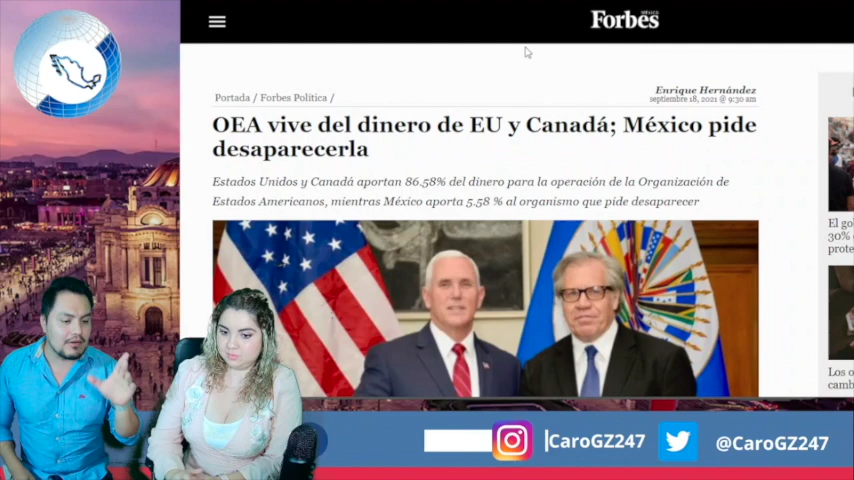 Forbes
MÉXICO
Portada / Forbes Política /
Enrique Hernández
septiembre 18, 2021 @ 9:30 am
OEA vive del dinero de EU y Canadá; México pide
desaparecerla
Estados Unidos y Canadá aportan 86.58% del dinero para la operación de la Organización de
Estados Americanos, mientras México aporta 5.58 % al organismo que pide desaparecer
El go
30%
prote
Los o
camb
|CaroGZ247
@CaroGZ247